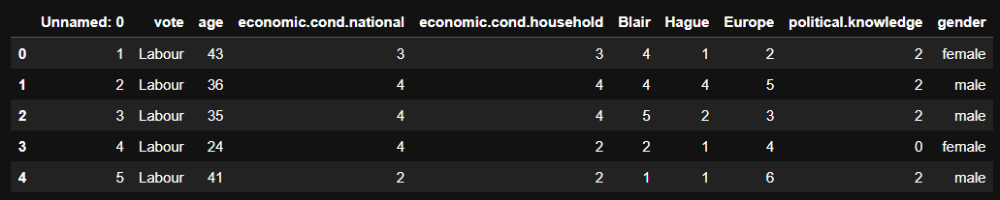 Unnamed: 0 vote age economic.cond.national economic.cond.household Blair Hague Europe political.knowledge gender
0 1 Labour 43 3 3 4 1 2 2 female
1 2 Labour 36 4 4 4 4 5 2 male
2 3 Labour 35 4 4 5 2 3 2 male
3 4 Labour 24 4 2 2 1 4 0 female
4 5 Labour 41 2 2 1 1 6 2 male